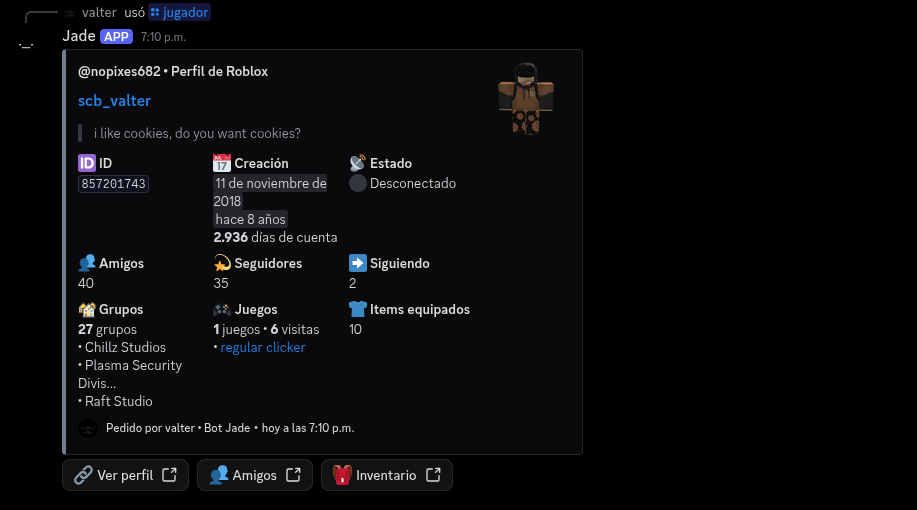 valter usó jugador
._.
Jade APP 7:10 p.m.
@nopixes682 • Perfil de Roblox
scb_valter
i like cookies, do you want cookies?
ID ID
857201743
17 Creación
11 de noviembre de
2018
hace 8 años
2.936 días de cuenta
Estado
Desconectado
Amigos
40
Seguidores
35
Siguiendo
2
Grupos
27 grupos
• Chillz Studios
• Plasma Security
Divis...
• Raft Studio
Juegos
1 juegos • 6 visitas
• regular clicker
Items equipados
10
Pedido por valter • Bot Jade • hoy a las 7:10 p.m.
Ver perfil
Amigos
Inventario